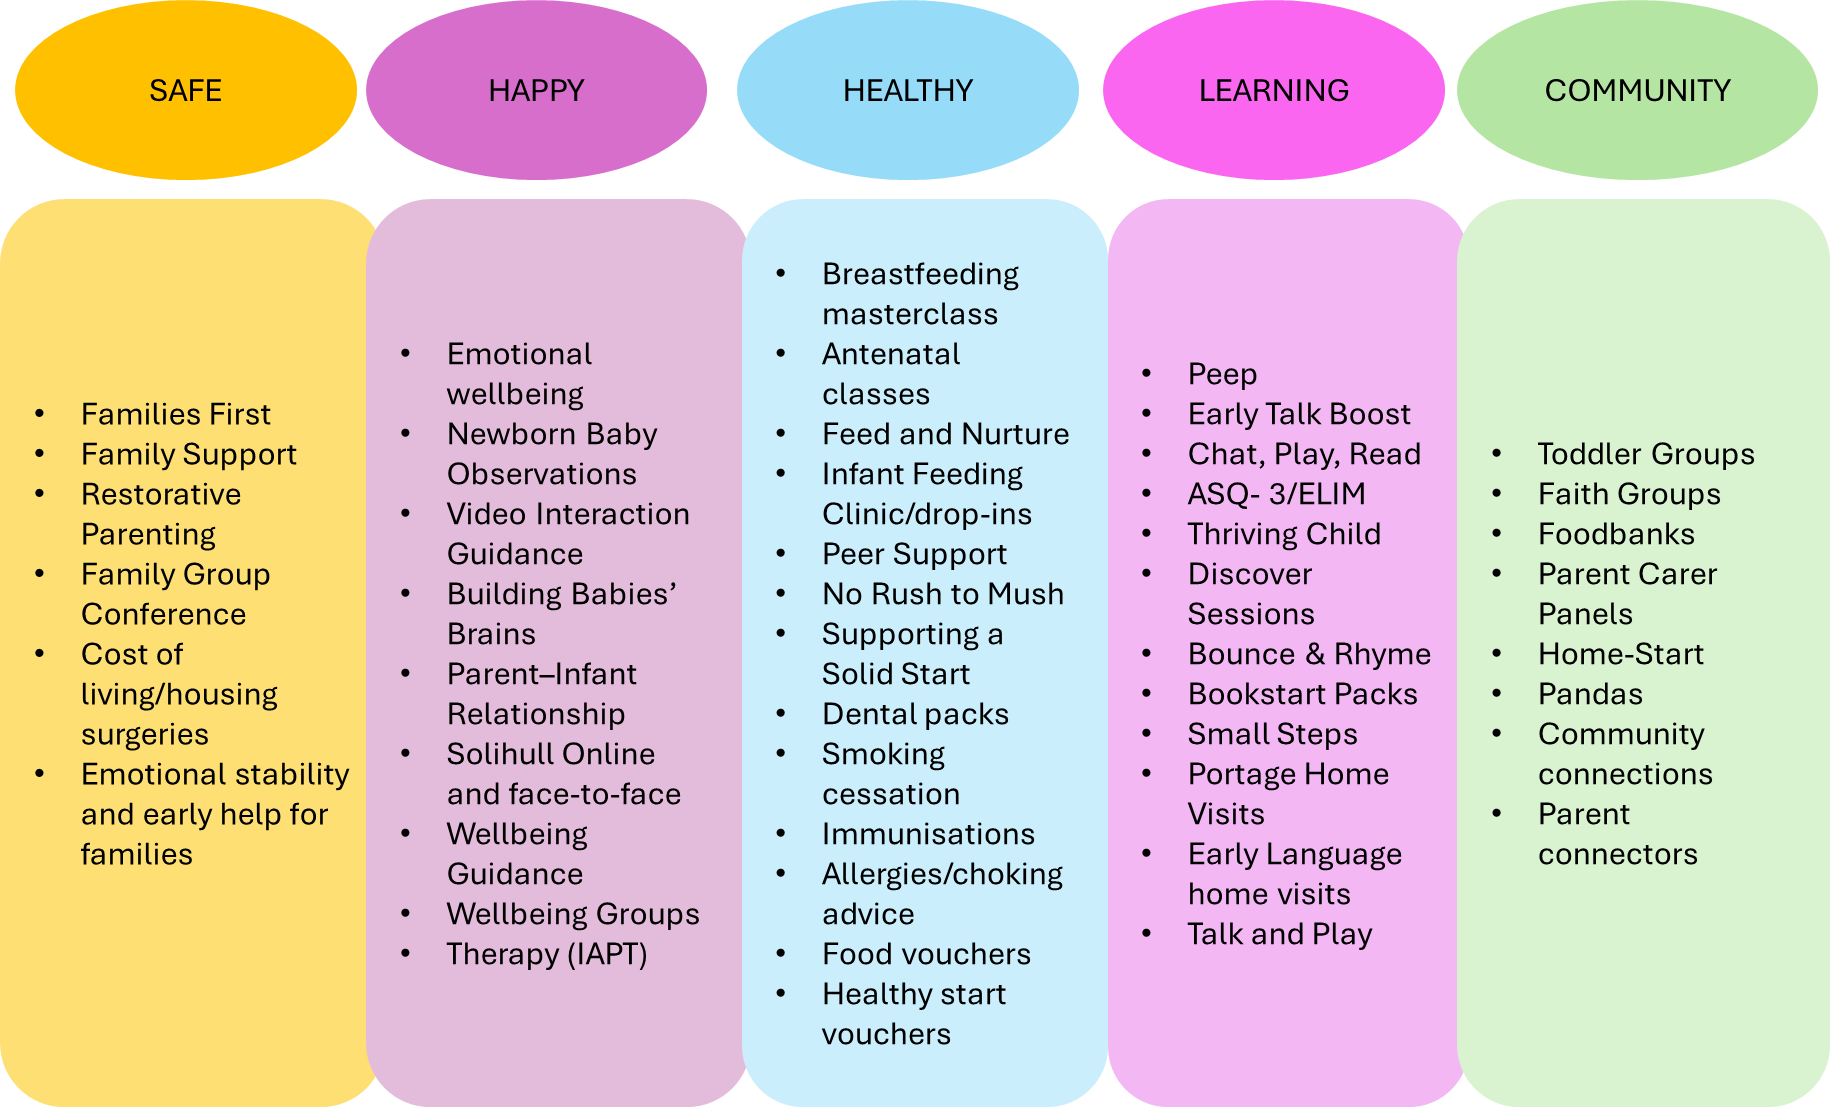 SAFE
HAPPY
HEALTHY
LEARNING
COMMUNITY
• Families First
• Family Support
• Restorative
Parenting
• Family Group
Conference
• Cost of
living/housing
surgeries
• Emotional stability
and early help for
families
• Emotional
wellbeing
• Newborn Baby
Observations
• Video Interaction
Guidance
• Building Babies’
Brains
• Parent–Infant
Relationship
• Solihull Online
and face-to-face
• Wellbeing
Guidance
• Wellbeing Groups
• Therapy (IAPT)
• Breastfeeding
masterclass
• Antenatal
classes
• Feed and Nurture
• Infant Feeding
Clinic/drop-ins
• Peer Support
• No Rush to Mush
• Supporting a
Solid Start
• Dental packs
• Smoking
cessation
• Immunisations
• Allergies/choking
advice
• Food vouchers
• Healthy start
vouchers
• Peep
• Early Talk Boost
• Chat, Play, Read
• ASQ- 3/ELIM
• Thriving Child
• Discover
Sessions
• Bounce & Rhyme
• Bookstart Packs
• Small Steps
• Portage Home
Visits
• Early Language
home visits
• Talk and Play
• Toddler Groups
• Faith Groups
• Foodbanks
• Parent Carer
Panels
• Home-Start
• Pandas
• Community
connections
• Parent
connectors